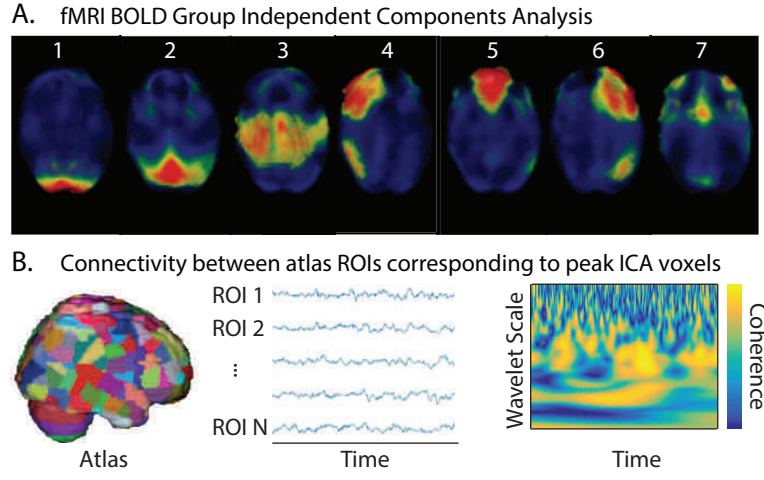 A. fMRI BOLD Group Independent Components Analysis
1 2 3 4 5 6 7
B. Connectivity between atlas ROIs corresponding to peak ICA voxels
ROI 1
ROI 2
...
ROI N
Atlas
Time
Wavelet Scale
Time
Coherence